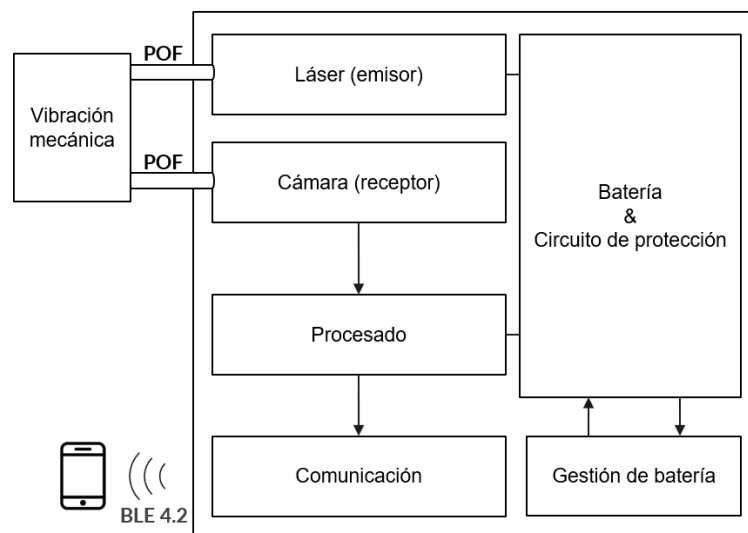 POF
Láser (emisor)
Vibración
mecánica
POF
Cámara (receptor)
Batería
&
Circuito de protección
Procesado
Comunicación
Gestión de batería
BLE 4.2